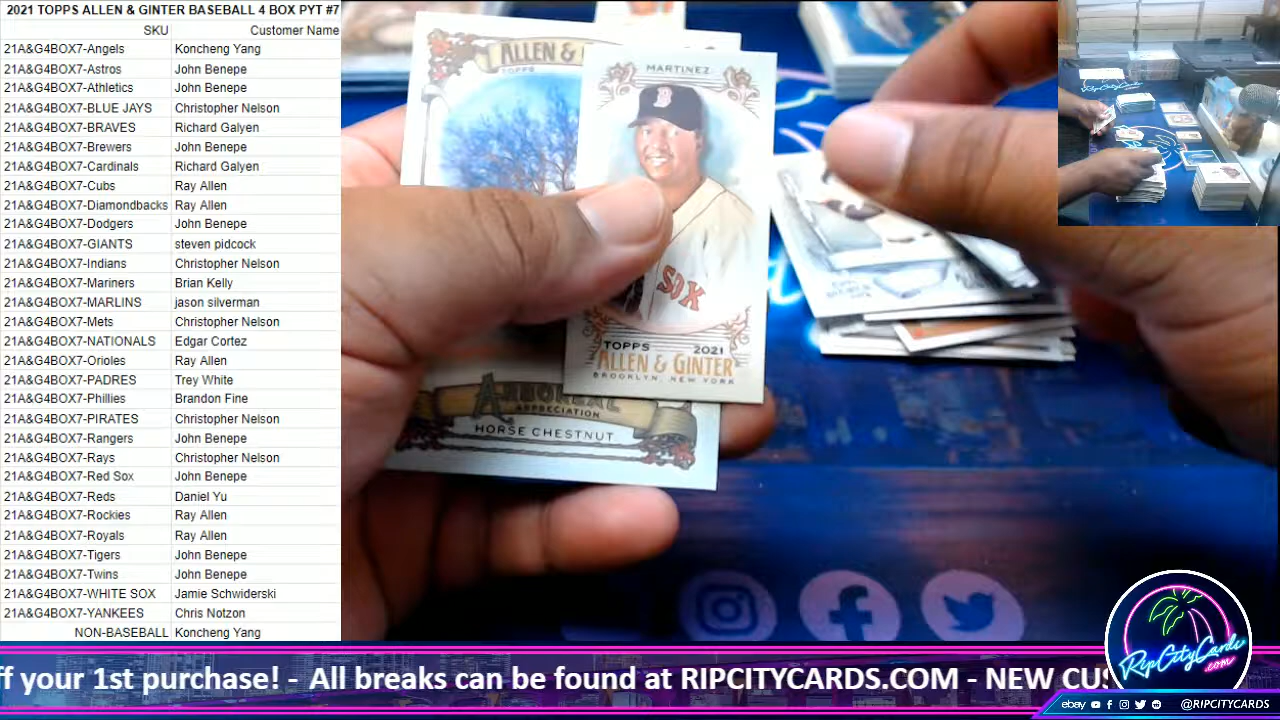 2021 TOPPS ALLEN & GINTER BASEBALL 4 BOX PYT #7
SKU Customer Name
21A&G4BOX7-Angels Koncheng Yang
21A&G4BOX7-Astros John Benepe
21A&G4BOX7-Athletics John Benepe
21A&G4BOX7-BLUE JAYS Christopher Nelson
21A&G4BOX7-BRAVES Richard Galyen
21A&G4BOX7-Brewers John Benepe
21A&G4BOX7-Cardinals Richard Galyen
21A&G4BOX7-Cubs Ray Allen
21A&G4BOX7-Diamondbacks Ray Allen
21A&G4BOX7-Dodgers John Benepe
21A&G4BOX7-GIANTS steven pidcock
21A&G4BOX7-Indians Christopher Nelson
21A&G4BOX7-Mariners Brian Kelly
21A&G4BOX7-MARLINS jason silverman
21A&G4BOX7-Mets Christopher Nelson
21A&G4BOX7-NATIONALS Edgar Cortez
21A&G4BOX7-Orioles Ray Allen
21A&G4BOX7-PADRES Trey White
21A&G4BOX7-Phillies Brandon Fine
21A&G4BOX7-PIRATES Christopher Nelson
21A&G4BOX7-Rangers John Benepe
21A&G4BOX7-Rays Christopher Nelson
21A&G4BOX7-Red Sox John Benepe
21A&G4BOX7-Reds Daniel Yu
21A&G4BOX7-Rockies Ray Allen
21A&G4BOX7-Royals Ray Allen
21A&G4BOX7-Tigers John Benepe
21A&G4BOX7-Twins John Benepe
21A&G4BOX7-WHITE SOX Jamie Schwiderski
21A&G4BOX7-YANKEES Chris Notzon
NON-BASEBALL Koncheng Yang
ALLEN &
TOPPS
MARTINEZ
B
SOX
TOPPS 2021
ALLEN & GINTER
BROOKLYN, NEW YORK
ARBOREAL
APPRECIATION
HORSE CHESTNUT
ff your 1st purchase! - All breaks can be found at RIPCITYCARDS.COM - NEW CUS
RipCityCards
.com
ebay @RIPCITYCARDS